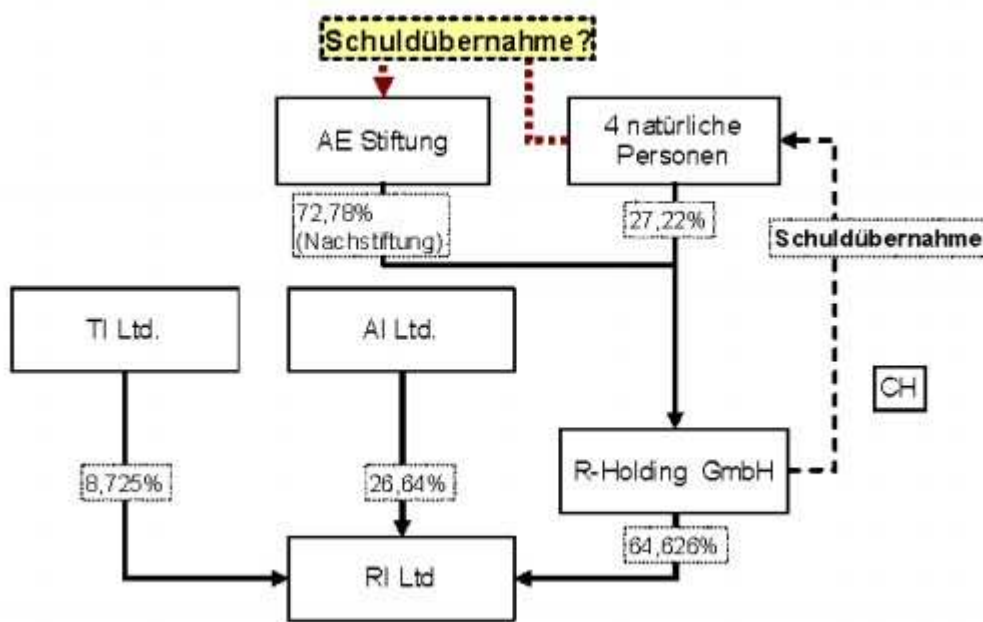 Schuldübernahme?
AE Stiftung
4 natürliche
Personen
72,78%
(Nachstiftung)
27,22%
Schuldübernahme
TI Ltd.
AI Ltd.
CH
R-Holding GmbH
8,725%
26,64%
64,626%
RI Ltd